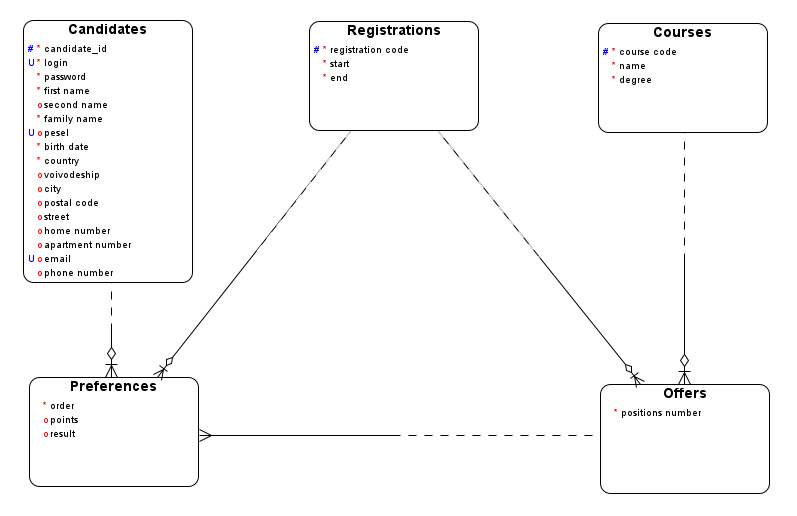 Candidates
# * candidate_id
U * login
* password
* first name
o second name
* family name
U o pesel
* birth date
* country
o voivodeship
o city
o postal code
o street
o home number
o apartment number
U o email
o phone number
Registrations
# * registration code
* start
* end
Courses
# * course code
* name
* degree
Preferences
* order
o points
o result
Offers
* positions number